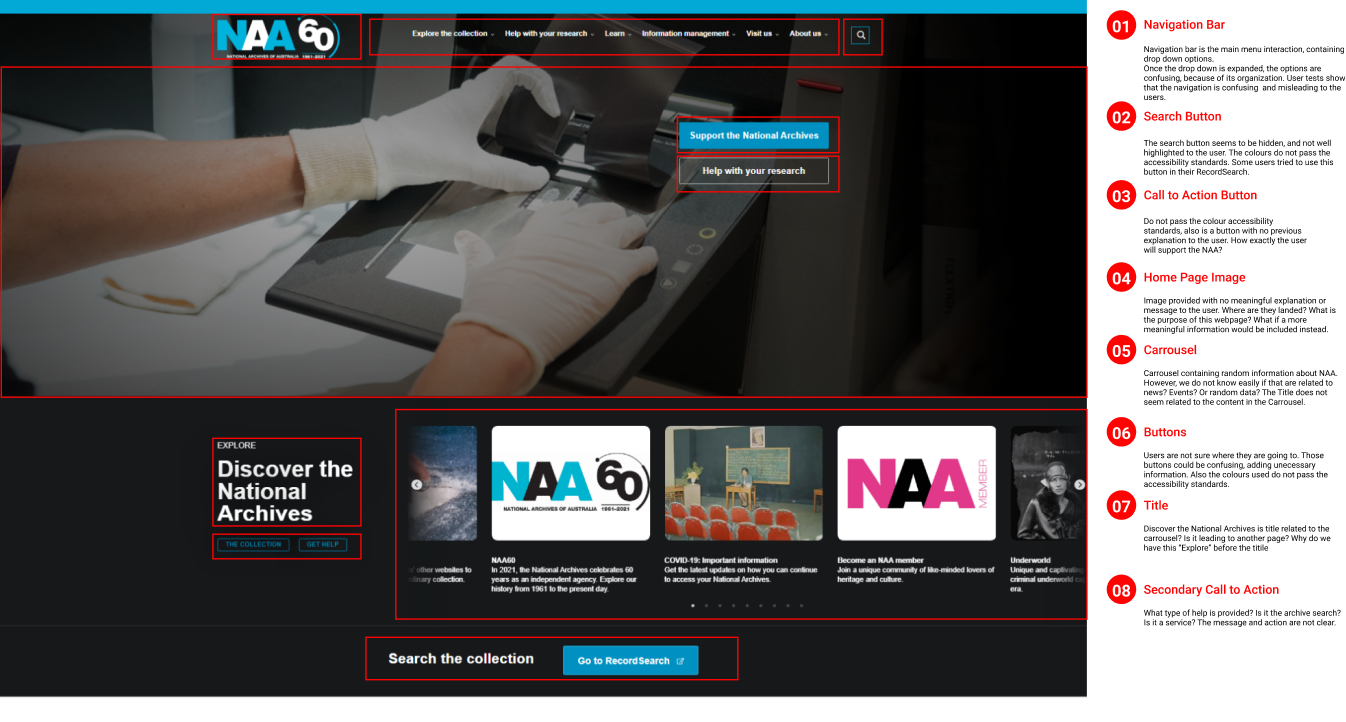 NAA 60
NATIONAL ARCHIVES OF AUSTRALIA 1961-2021
Explore the collection
Help with your research
Learn
Information management
Visit us
About us
Support the National Archives
Help with your research
EXPLORE
Discover the
National
Archives
THE COLLECTION
GET HELP
other websites to
collection.
NAA 60
NATIONAL ARCHIVES OF AUSTRALIA 1961-2021
NAA60
In 2021, the National Archives celebrates 60
years as an independent agency. Explore our
history from 1961 to the present day.
COVID-19: Important information
Get the latest updates on how you can continue
to access your National Archives.
NAA
MEMBER
Become an NAA member
Join a unique community of like-minded lovers of
heritage and culture.
Underworld
Unique and captivating
criminal underworld
era.
Search the collection
Go to RecordSearch
01 Navigation Bar
Navigation bar is the main menu interaction, containing
drop down options.
Once the drop down is expanded, the options are
confusing, because of its organization. User tests show
that the navigation is confusing and misleading to the
users.
02 Search Button
The search button seems to be hidden, and not well
highlighted to the user. The colours do not pass the
accessibility standards. Some users tried to use this
button in their RecordSearch.
03 Call to Action Button
Do not pass the colour accessibility
standards, also is a button with no previous
explanation to the user. How exactly the user
will support the NAA?
04 Home Page Image
Image provided with no meaningful explanation or
message to the user. Where are they landed? What is
the purpose of this webpage? What if a more
meaningful information would be included instead.
05 Carrousel
Carrousel containing random information about NAA.
However, we do not know easily if that are related to
news? Events? Or random data? The Title does not
seem related to the content in the Carrousel.
06 Buttons
Users are not sure where they are going to. Those
buttons could be confusing, adding unecessary
information. Also the colours used do not pass the
accessibility standards.
07 Title
Discover the National Archives is title related to the
carrousel? Is it leading to another page? Why do we
have this "Explore" before the titile
08 Secondary Call to Action
What type of help is provided? Is it the archive search?
Is it a service? The message and action are not clear.